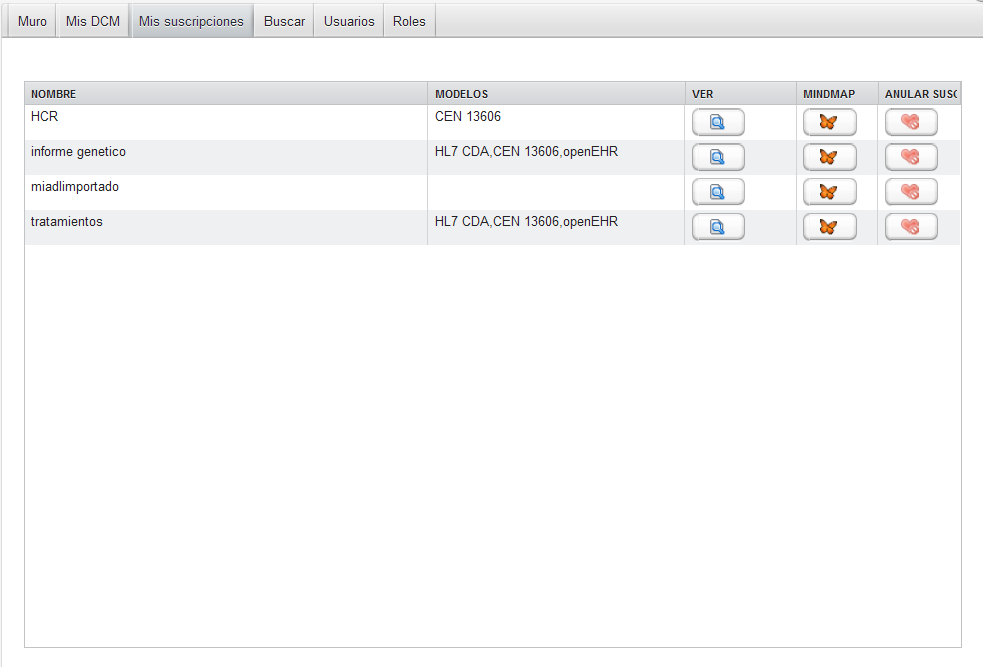 Muro Mis DCM Mis suscripciones Buscar Usuarios Roles
NOMBRE MODELOS VER MINDMAP ANULAR SUSC
HCR CEN 13606
informe genetico HL7 CDA,CEN 13606,openEHR
miadlimportado
tratamientos HL7 CDA,CEN 13606,openEHR